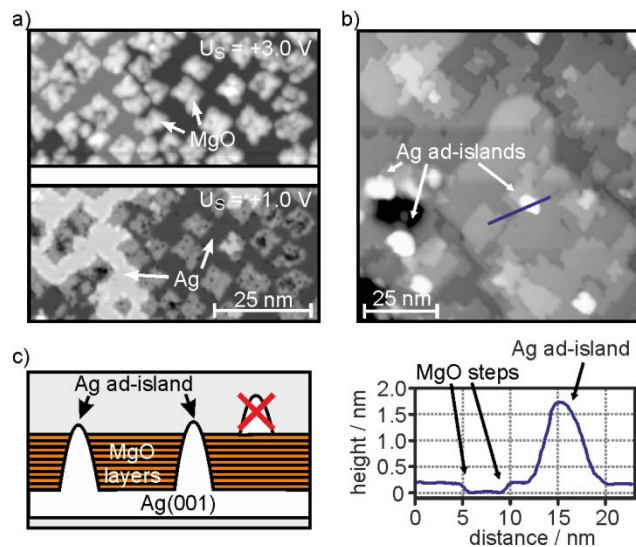 a)
U_S = +3.0 V
MgO
U_S = +1.0 V
Ag
25 nm
b)
Ag ad-islands
25 nm
c)
Ag ad-island
MgO
layers
Ag(001)
Ag ad-island
MgO steps
2.0
1.5
1.0
0.5
0
height / nm
0 5 10 15 20
distance / nm